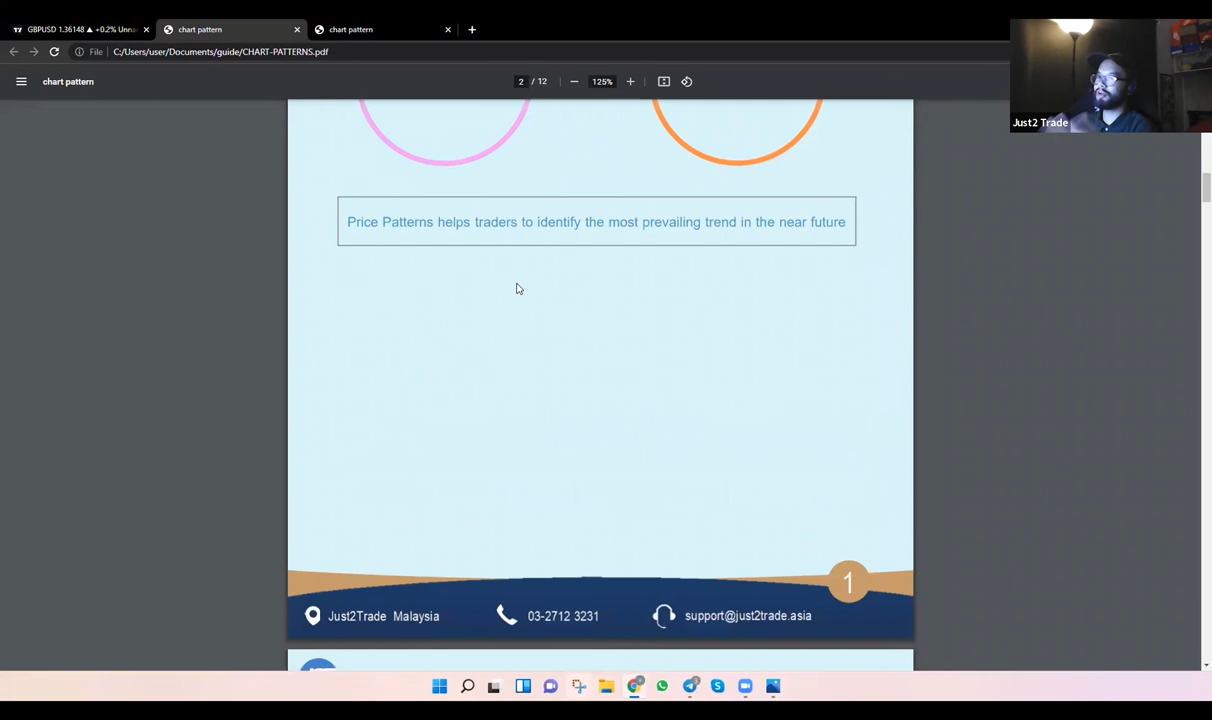 GBPUSD 1.36148 ▲ +0.2% Unna
chart pattern
chart pattern
File
C:/Users/user/Documents/guide/CHART-PATTERNS.pdf
chart pattern
2 / 12
125%
Just2 Trade
Price Patterns helps traders to identify the most prevailing trend in the near future
1
Just2Trade Malaysia
03-2712 3231
support@just2trade.asia